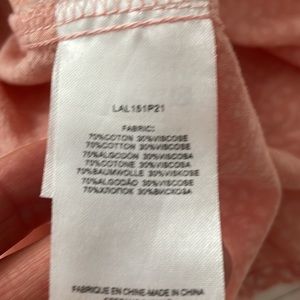 LAL151P21
FABRIC:
70%COTON 30%VISCOSE
70%COTTON 30%VISCOSE
70%ALGODÓN 30%VISCOSA
70%COTONE 30%VISCOSA
70%BAUMWOLLE 30%VISKOSE
70%ALGODÃO 30%VISCOSE
70%ХЛОПОК 30%ВИСКОЗА
FABRIQUE EN CHINE-MADE IN CHINA